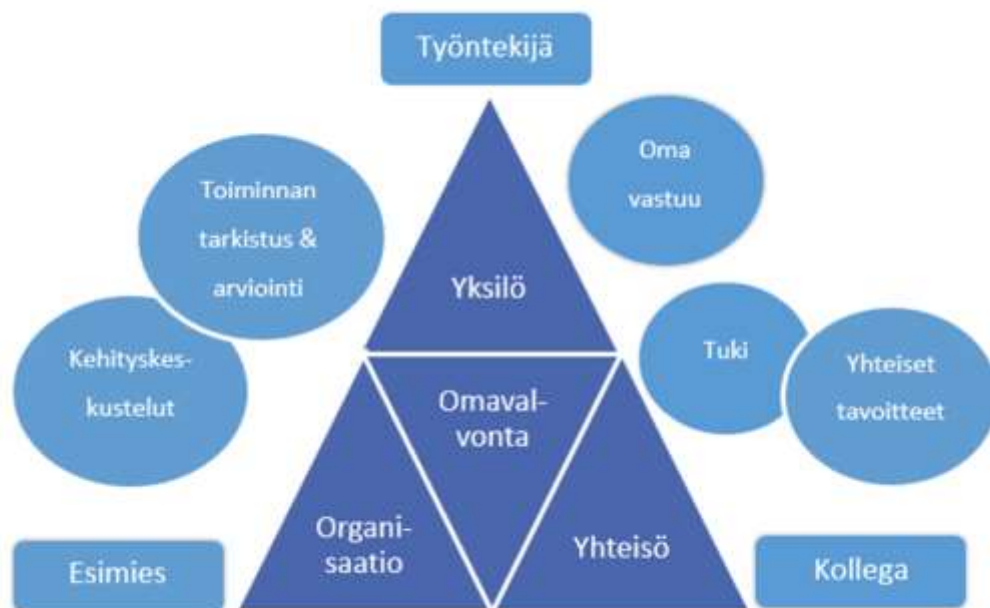 Työntekijä
Oma
vastuu
Toiminnan
tarkistus &
arviointi
Yksilö
Kehityskes-
kustelut
Tuki
Yhteiset
tavoitteet
Omaval-
vonta
Organi-
saatio
Yhteisö
Esimies
Kollega